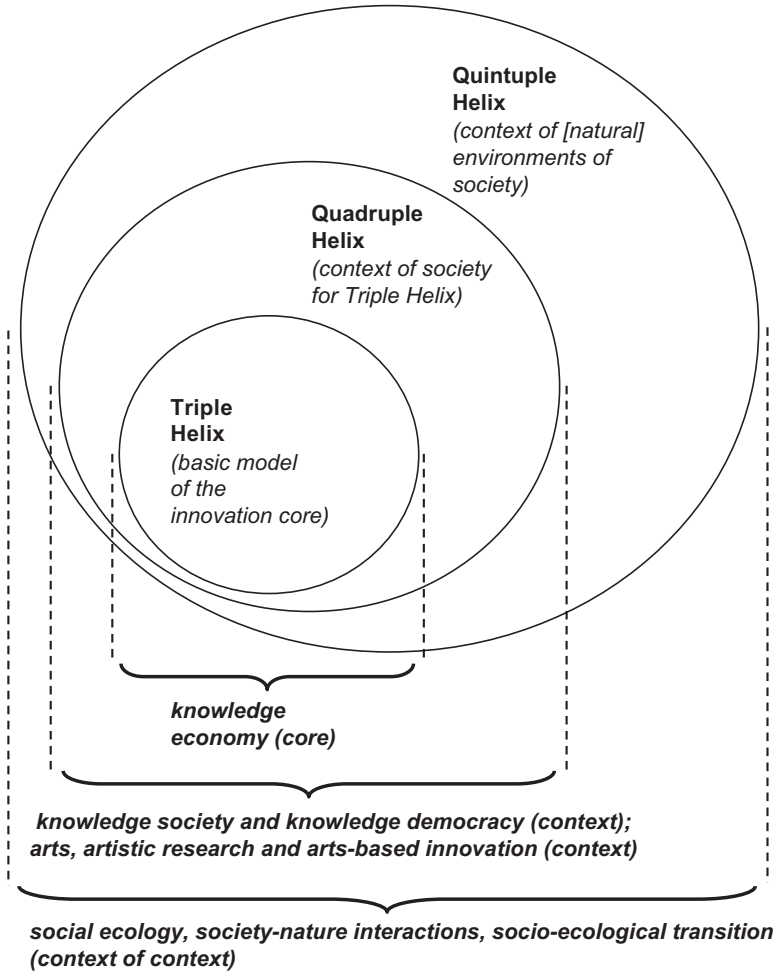 Quintuple
Helix
(context of [natural]
environments of
society)
Quadruple
Helix
(context of society
for Triple Helix)
Triple
Helix
(basic model
of the
innovation core)
knowledge
economy (core)
knowledge society and knowledge democracy (context);
arts, artistic research and arts-based innovation (context)
social ecology, society-nature interactions, socio-ecological transition
(context of context)